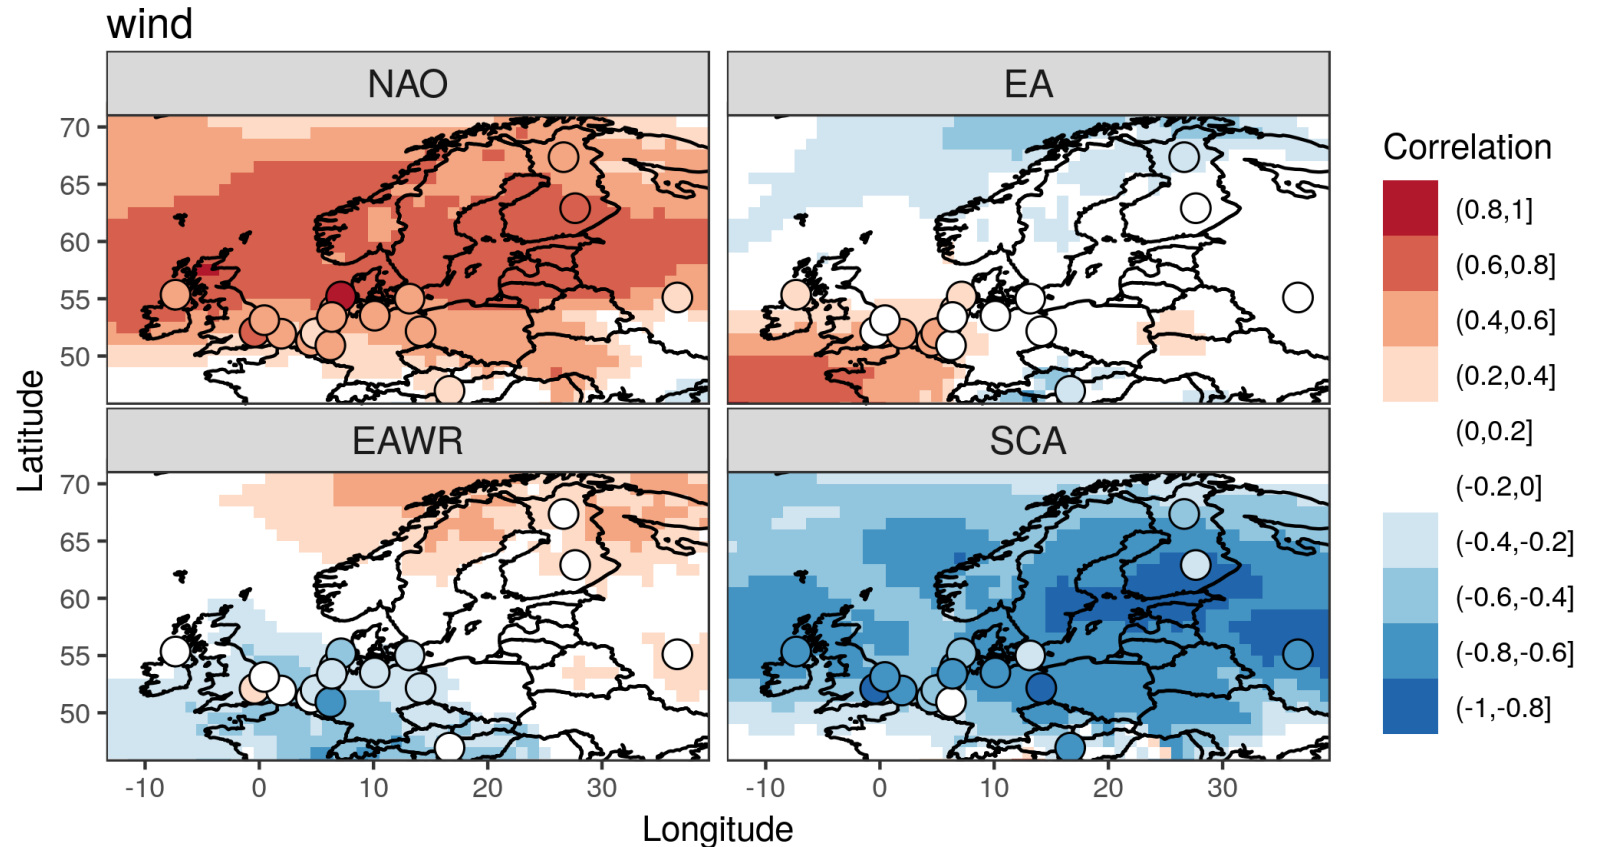 wind
NAO
EA
70
65
60
55
50
EAWR
SCA
70
65
60
55
50
-10 0 10 20 30
-10 0 10 20 30
Longitude
Latitude
Correlation
(0.8,1]
(0.6,0.8]
(0.4,0.6]
(0.2,0.4]
(0,0.2]
(-0.2,0]
(-0.4,-0.2]
(-0.6,-0.4]
(-0.8,-0.6]
(-1,-0.8]